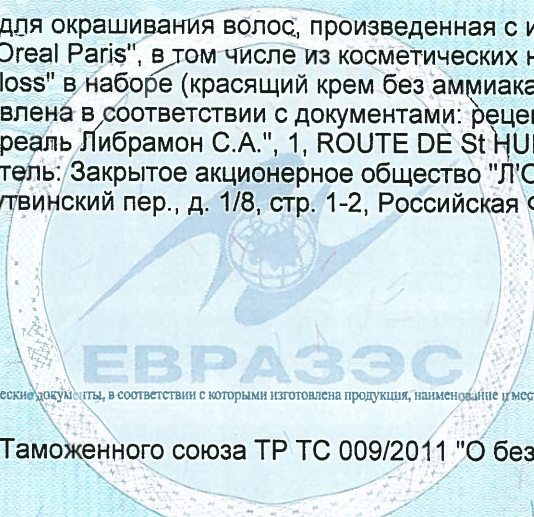 для окрашивания волос, произведенная с и
Oreal Paris", в том числе из косметических н
loss" в наборе (красящий крем без аммиака
влена в соответствии с документами: рецеп
реаль Либрамон С.А.", 1, ROUTE DE St HU
тель: Закрытое акционерное общество "Л'О
утвинский пер., д. 1/8, стр. 1-2, Российская Ф
ЕВРАЗЭС
еские документы, в соответствии с которыми изготовлена продукция, наименование и мес
Таможенного союза ТР ТС 009/2011 "О без